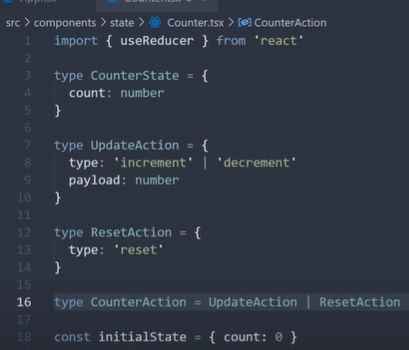 src > components > state > Counter.tsx > CounterAction
1 import { useReducer } from 'react'
2
3 type CounterState = {
4 count: number
5 }
6
7 type UpdateAction = {
8 type: 'increment' | 'decrement'
9 payload: number
10 }
11
12 type ResetAction = {
13 type: 'reset'
14 }
15
16 type CounterAction = UpdateAction | ResetAction
17
18 const initialState = { count: 0 }